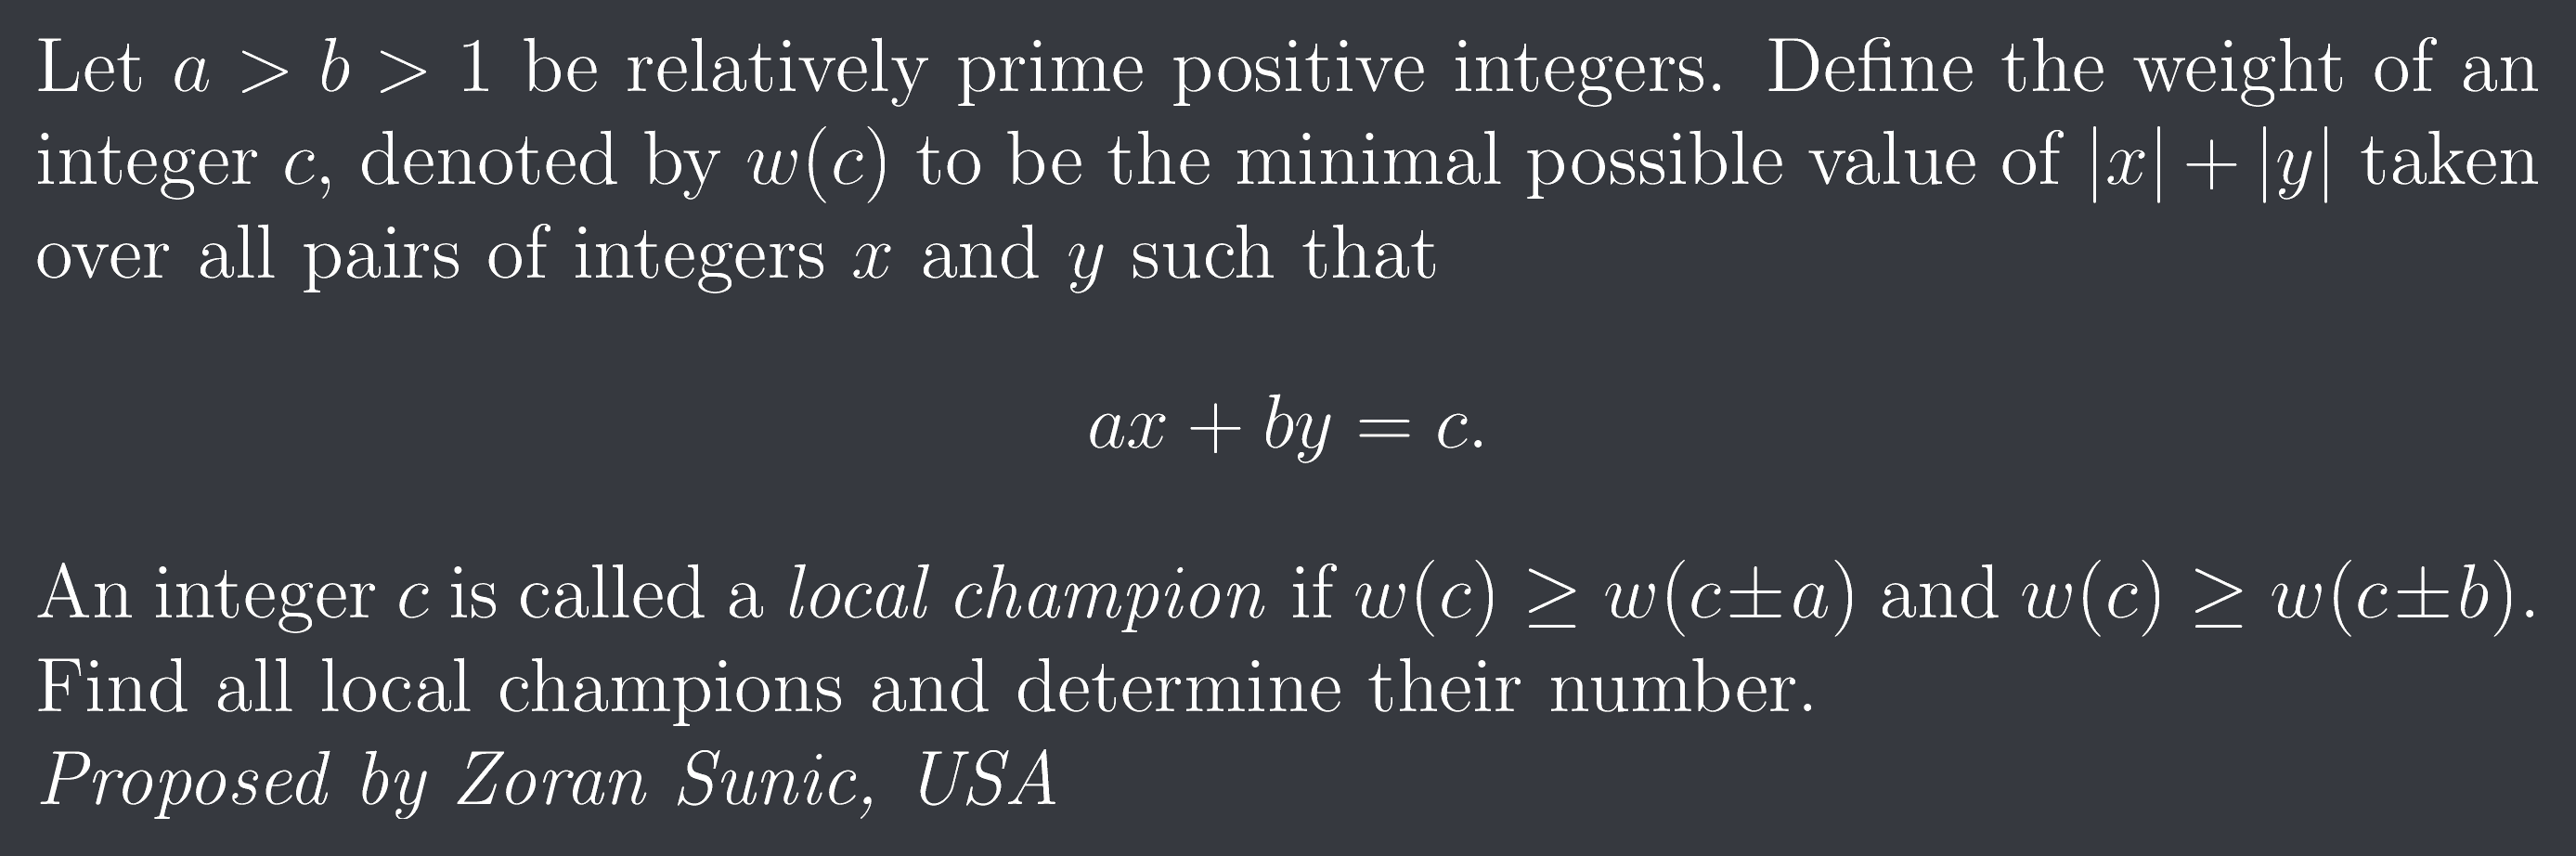 Let a > b > 1 be relatively prime positive integers. Define the weight of an
integer c, denoted by w(c) to be the minimal possible value of |x| + |y| taken
over all pairs of integers x and y such that
ax + by = c.
An integer c is called a local champion if w(c) ≥ w(c±a) and w(c) ≥ w(c±b).
Find all local champions and determine their number.
Proposed by Zoran Sunic, USA